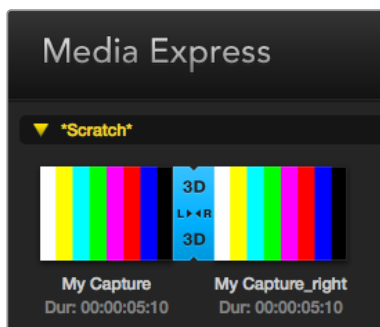 Media Express
*Scratch*
3D
L R
3D
My Capture
My Capture_right
Dur: 00:00:05:10
Dur: 00:00:05:10